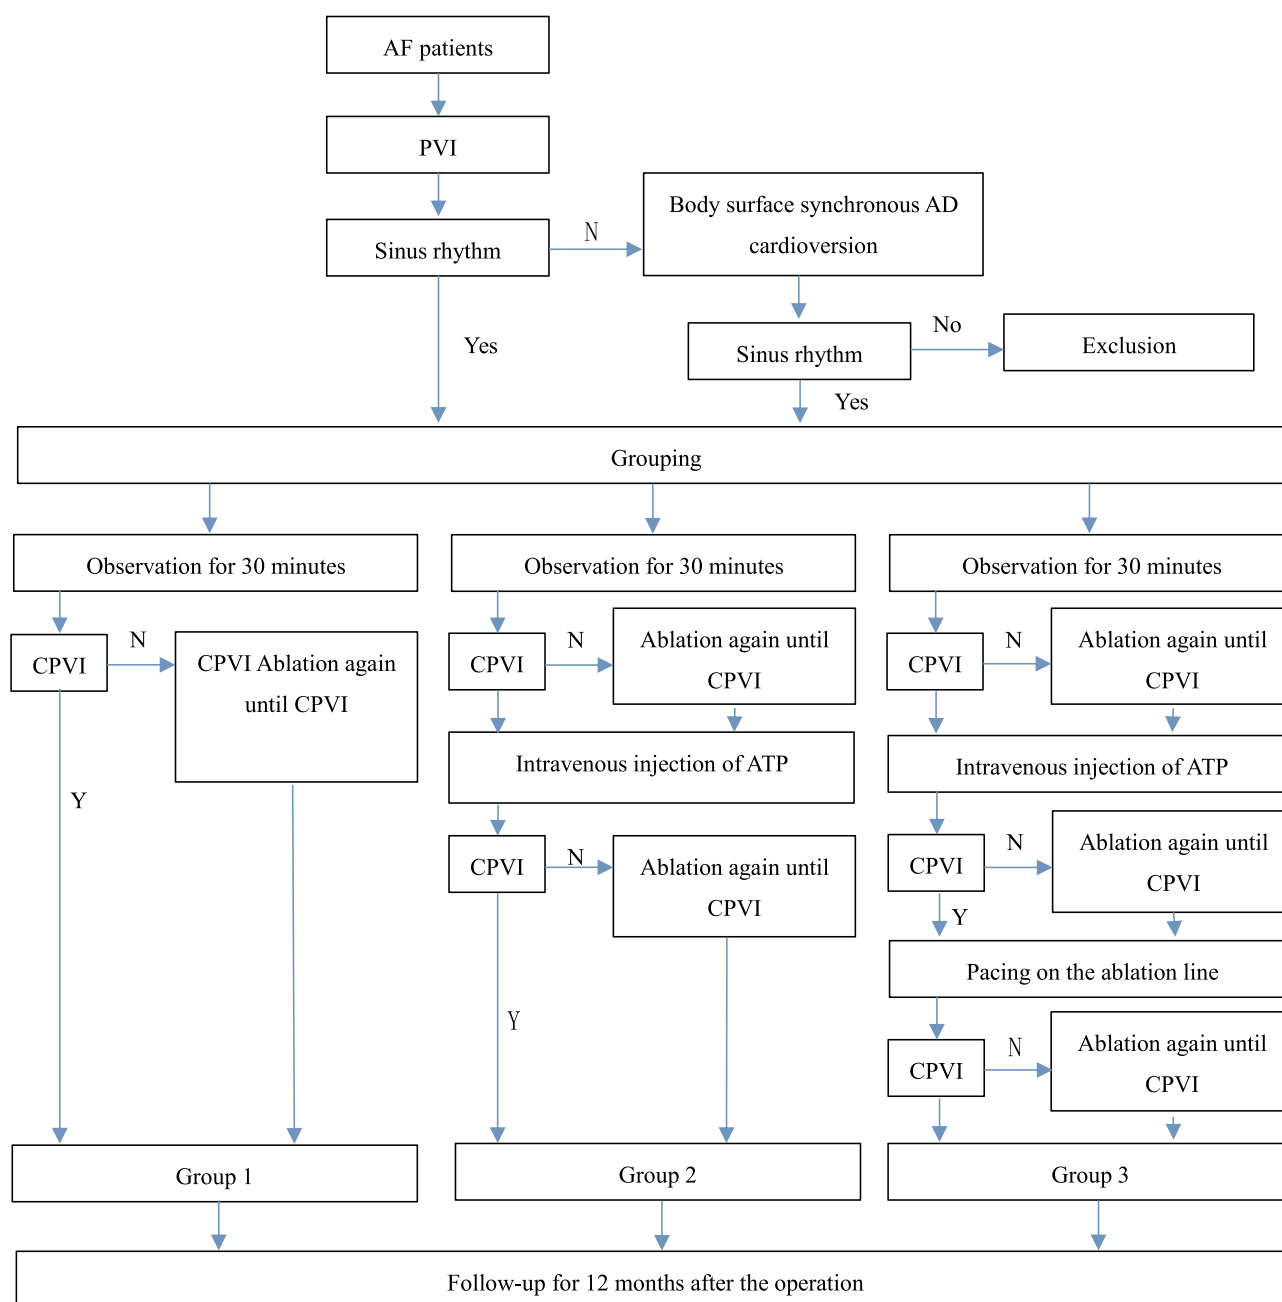 AF patients
PVI
Sinus rhythm
N
Body surface synchronous AD
cardioversion
Yes
Sinus rhythm
No
Exclusion
Yes
Grouping
Observation for 30 minutes
CPVI
N
CPVI Ablation again
until CPVI
Y
Group 1
Observation for 30 minutes
CPVI
N
Ablation again until
CPVI
Intravenous injection of ATP
CPVI
N
Ablation again until
CPVI
Y
Group 2
Observation for 30 minutes
CPVI
N
Ablation again until
CPVI
Intravenous injection of ATP
CPVI
N
Ablation again until
CPVI
Y
Pacing on the ablation line
CPVI
N
Ablation again until
CPVI
Group 3
Follow-up for 12 months after the operation